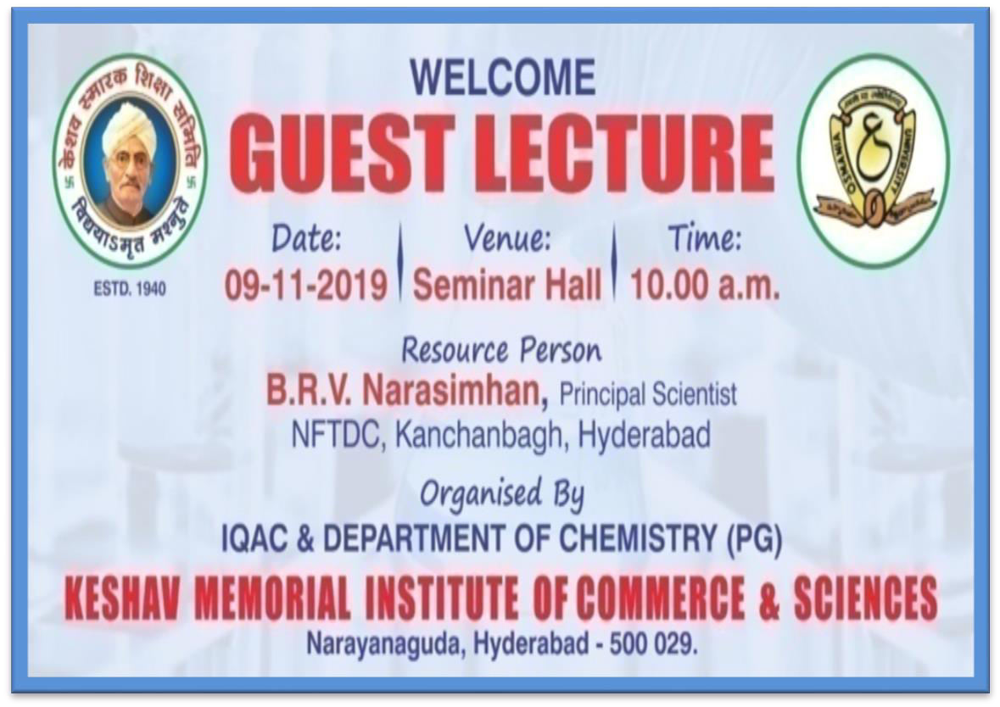 WELCOME
GUEST LECTURE
केशव स्मारक शिक्षा समिति
विद्ययाऽमृत मश्नुते
ESTD. 1940
OSMANIA UNIVERSITY
Date: Venue: Time:
09-11-2019 Seminar Hall 10.00 a.m.
Resource Person
B.R.V. Narasimhan, Principal Scientist
NFTDC, Kanchanbagh, Hyderabad
Organised By
IQAC & DEPARTMENT OF CHEMISTRY (PG)
KESHAV MEMORIAL INSTITUTE OF COMMERCE & SCIENCES
Narayanaguda, Hyderabad - 500 029.